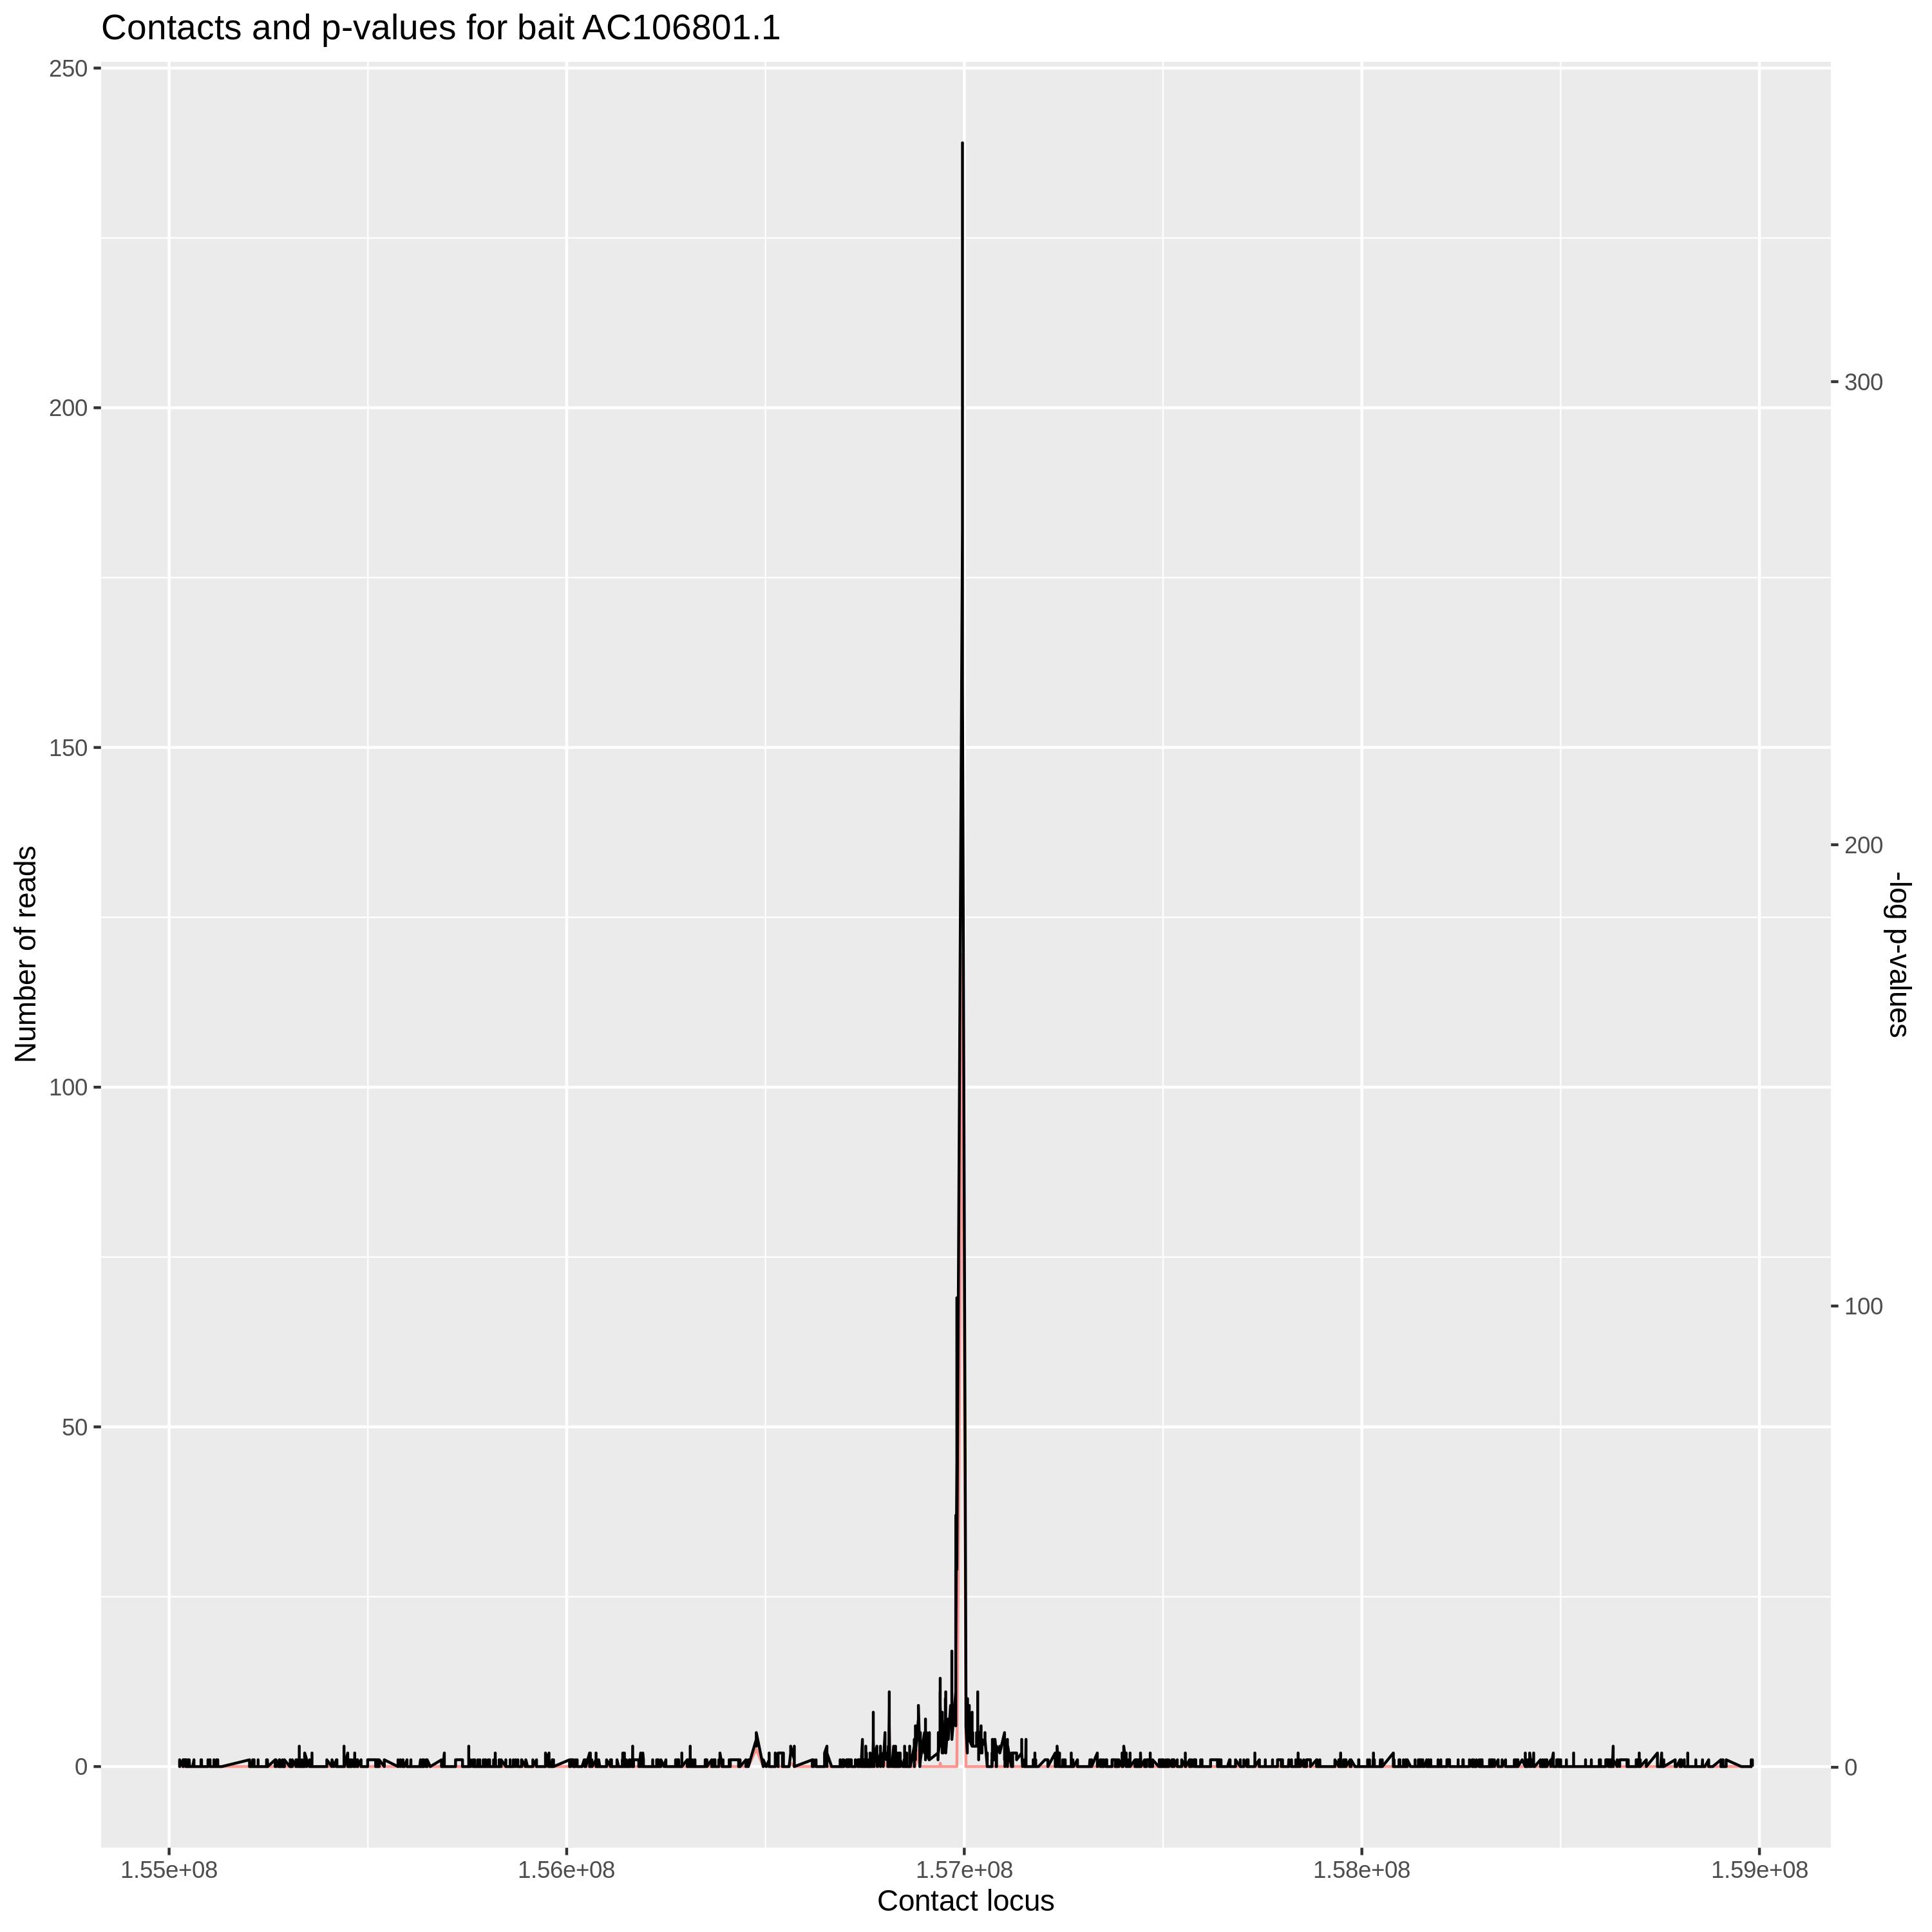 Contacts and p-values for bait AC106801.1
250
200
150
100
50
0
Number of reads
300
200
100
0
-log p-values
1.55e+08
1.56e+08
1.57e+08
1.58e+08
1.59e+08
Contact locus